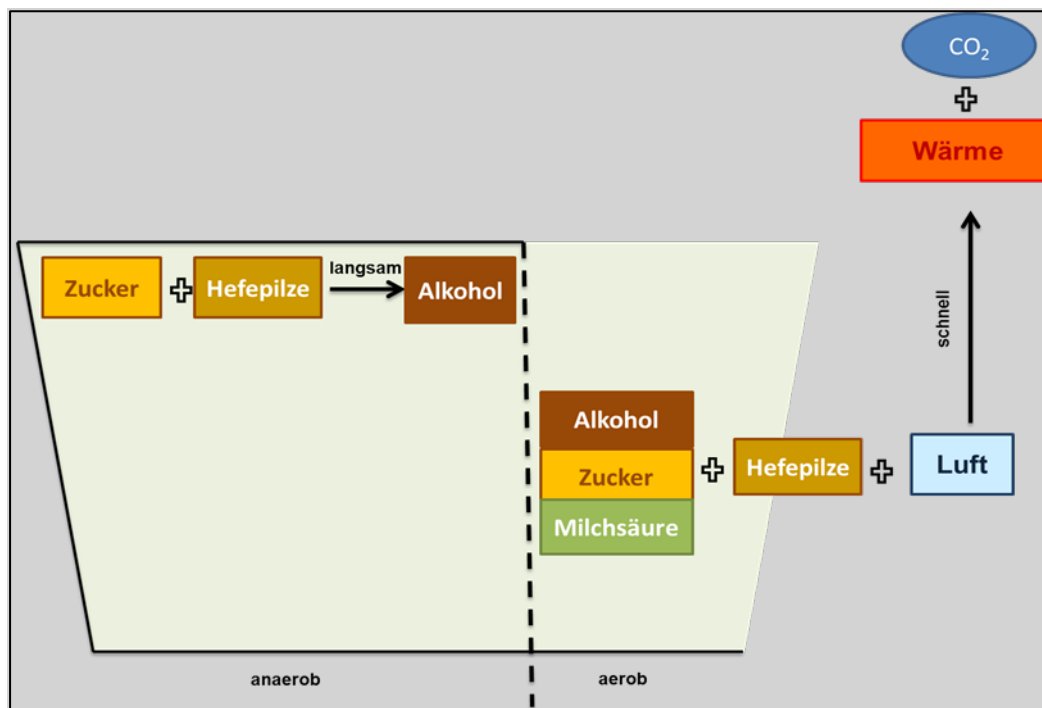 CO₂
Wärme
Zucker
Hefepilze
langsam
Alkohol
schnell
Alkohol
Zucker
Milchsäure
Hefepilze
Luft
anaerob
aerob